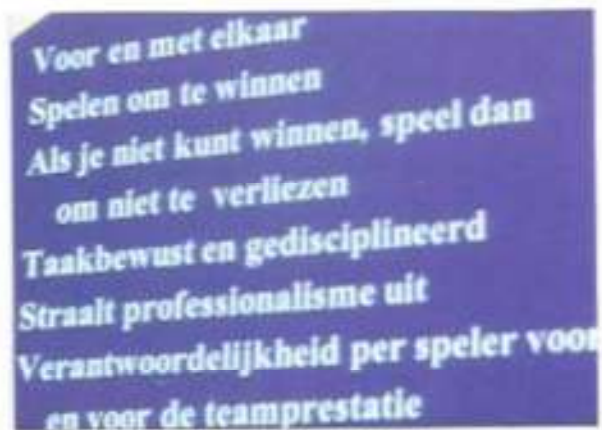 Voor en met elkaar
Spelen om te winnen
Als je niet kunt winnen, speel dan
om niet te verliezen
Taakbewust en gedisciplineerd
Straalt professionalisme uit
Verantwoordelijkheid per speler voor
en voor de teamprestatie